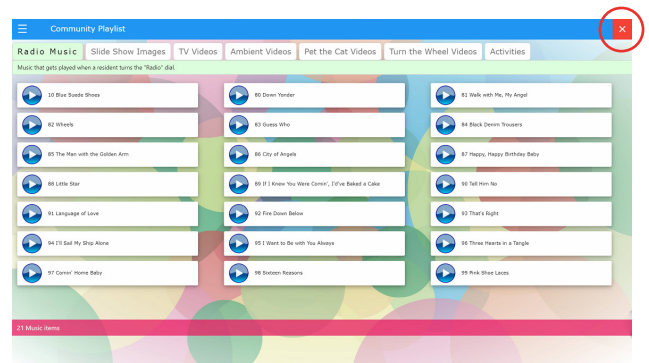 Community Playlist
Radio Music Slide Show Images TV Videos Ambient Videos Pet the Cat Videos Turn the Wheel Videos Activities
Music that gets played when a resident turns the "Radio" dial.
10 Blue Suede Shoes
80 Down Yonder
81 Walk with Me, My Angel
82 Wheels
83 Guess Who
84 Black Denim Trousers
85 The Man with the Golden Arm
86 City of Angels
87 Happy, Happy Birthday Baby
88 Little Star
89 If I Knew You Were Comin', I'd've Baked a Cake
90 Tell Him No
91 Language of Love
92 Fire Down Below
93 That's Right
94 I'll Sail My Ship Alone
95 I Want to Be with You Always
96 Three Hearts in a Tangle
97 Comin' Home Baby
98 Sixteen Reasons
99 Pink Shoe Laces
21 Music items